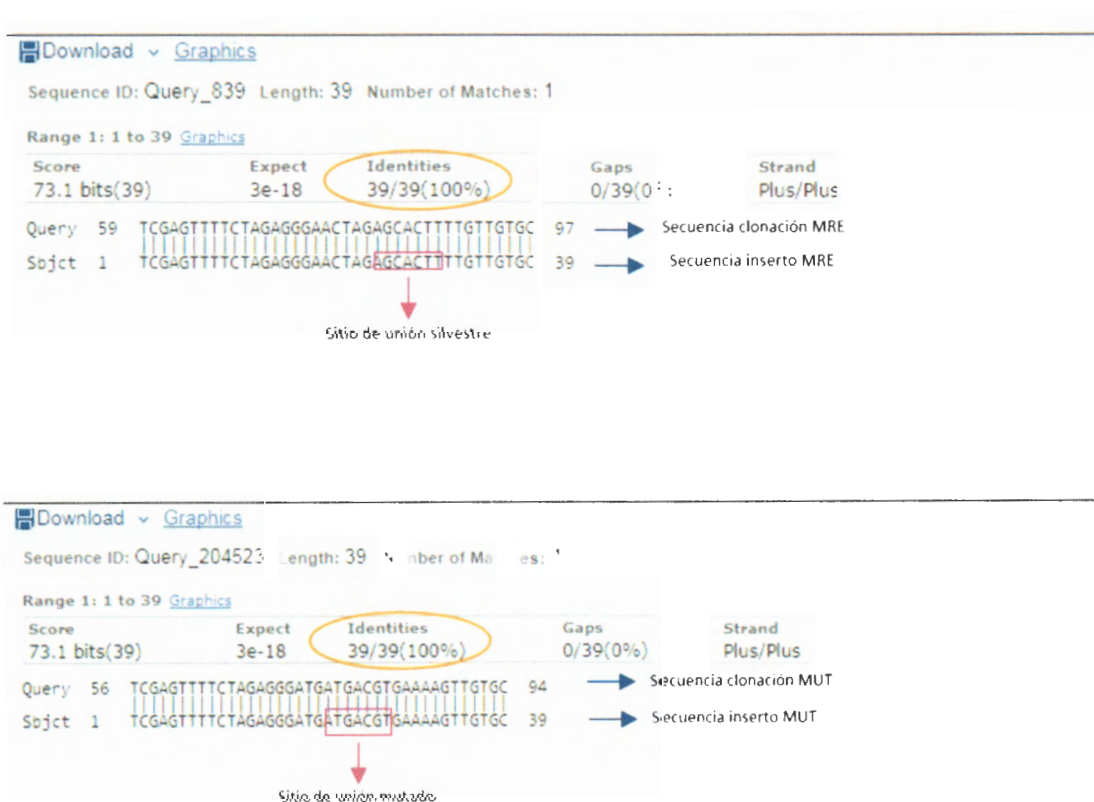 Download Graphics
Sequence ID: Query_839 Length: 39 Number of Matches: 1
Range 1: 1 to 39 Graphics
Score Expect Identities Gaps Strand
73.1 bits(39) 3e-18 39/39(100%) 0/39(0 Plus/Plus
Query 59 TCGAGTTTTCTAGAGGGAACTAGAGCACTTTTGTTGTGC 97 Secuencia clonación MRE
Sbjct 1 TCGAGTTTTCTAGAGGGAACTAGAGCACTTTTGTTGTGC 39 Secuencia inserto MRE
Sitio de unión silvestre
Download Graphics
Sequence ID: Query_204523 Length: 39
Range 1: 1 to 39 Graphics
Score Expect Identities Gaps Strand
73.1 bits(39) 3e-18 39/39(100%) 0/39(0%) Plus/Plus
Query 56 TCGAGTTTTCTAGAGGGATGATGACGTGAAAAGTTGTGC 94 Secuencia clonación MUT
Sbjct 1 TCGAGTTTTCTAGAGGGATGATGACGTGAAAAGTTGTGC 39 Secuencia inserto MUT
Sitio de unión mutado